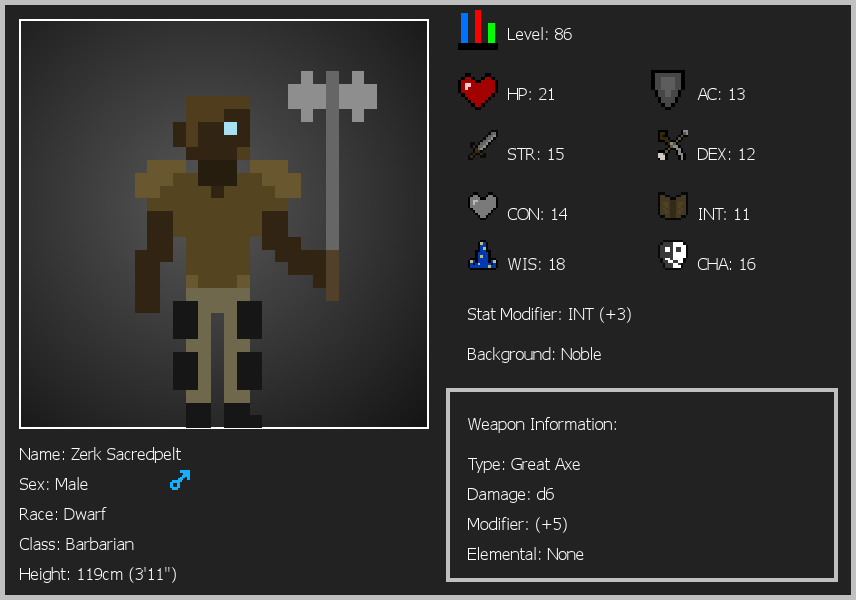 Level: 86
HP: 21
AC: 13
STR: 15
DEX: 12
CON: 14
INT: 11
WIS: 18
CHA: 16
Stat Modifier: INT (+3)
Background: Noble
Weapon Information:
Type: Great Axe
Damage: d6
Modifier: (+5)
Elemental: None
Name: Zerk Sacredpelt
Sex: Male
Race: Dwarf
Class: Barbarian
Height: 119cm (3'11")